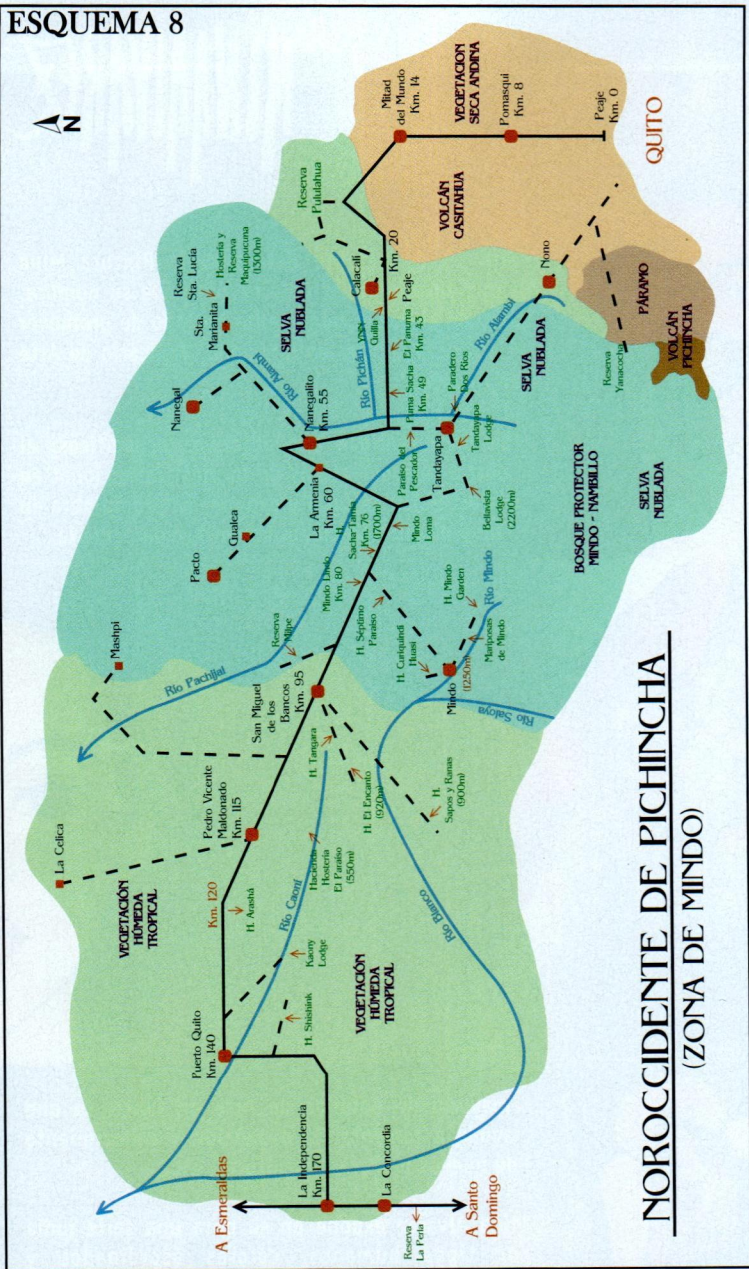 ESQUEMA 8
N
Mitad
del Mundo
Km. 14
VEGETACION
SECA ANDINA
Pomasqui
Km. 8
Peaje
Km. 0
QUITO
VOLCÁN
CASITAHUA
Reserva
Pululahua
Calacalí
Km. 20
Nono
PÁRAMO
VOLCÁN
PICHINCHA
Reserva
Yanacocha
Reserva
Sta. Lucía
Hostería y
Reserva
Maquipucuna
(1300m)
Sta.
Marianita
SELVA
NUBLADA
Río Alambi
Río Pichán
Quilla
Peaje
El Panuma
Km. 43
Puma Sacha
Km. 49
Paradero
Dos Ríos
Río Alambi
SELVA
NUBLADA
Nanegal
Nanegalito
Km. 55
Paraíso del
Pescador
Tandayapa
Tandayapa
Lodge
Bellavista
Lodge
(2200m)
La Armenia
Km. 60
Gualea
Pacto
H.
Sacha Tamia
Km. 76
(1700m)
Mindo
Loma
Mindo Lindo
Km. 80
H. Séptimo
Paraíso
BOSQUE PROTECTOR
MINDO - NAMBILLO
SELVA
NUBLADA
H. Mindo
Garden
Río Mindo
H. Curiquindi
Huasi
Mariposas
de Mindo
Mindo
(1250m)
Río Saloya
Mashpi
Río Pachijal
Reserva
Milpe
San Miguel
de los
Bancos
Km. 95
H. Tangara
H. El Encanto
(920m)
H.
Sapos y Ranas
(900m)
Pedro Vicente
Maldonado
Km. 115
La Celica
VEGETACIÓN
HÚMEDA
TROPICAL
Km. 120
H. Arashá
Hacienda
Hostería
El Paraíso
(550m)
Río Caoni
Río Blanco
Kaony
Lodge
H. Shishink
VEGETACIÓN
HÚMEDA
TROPICAL
Puerto Quito
Km. 140
A Esmeraldas
La Independencia
Km. 170
La Concordia
Reserva
La Perla
A Santo
Domingo
NOROCCIDENTE DE PICHINCHA
(ZONA DE MINDO)